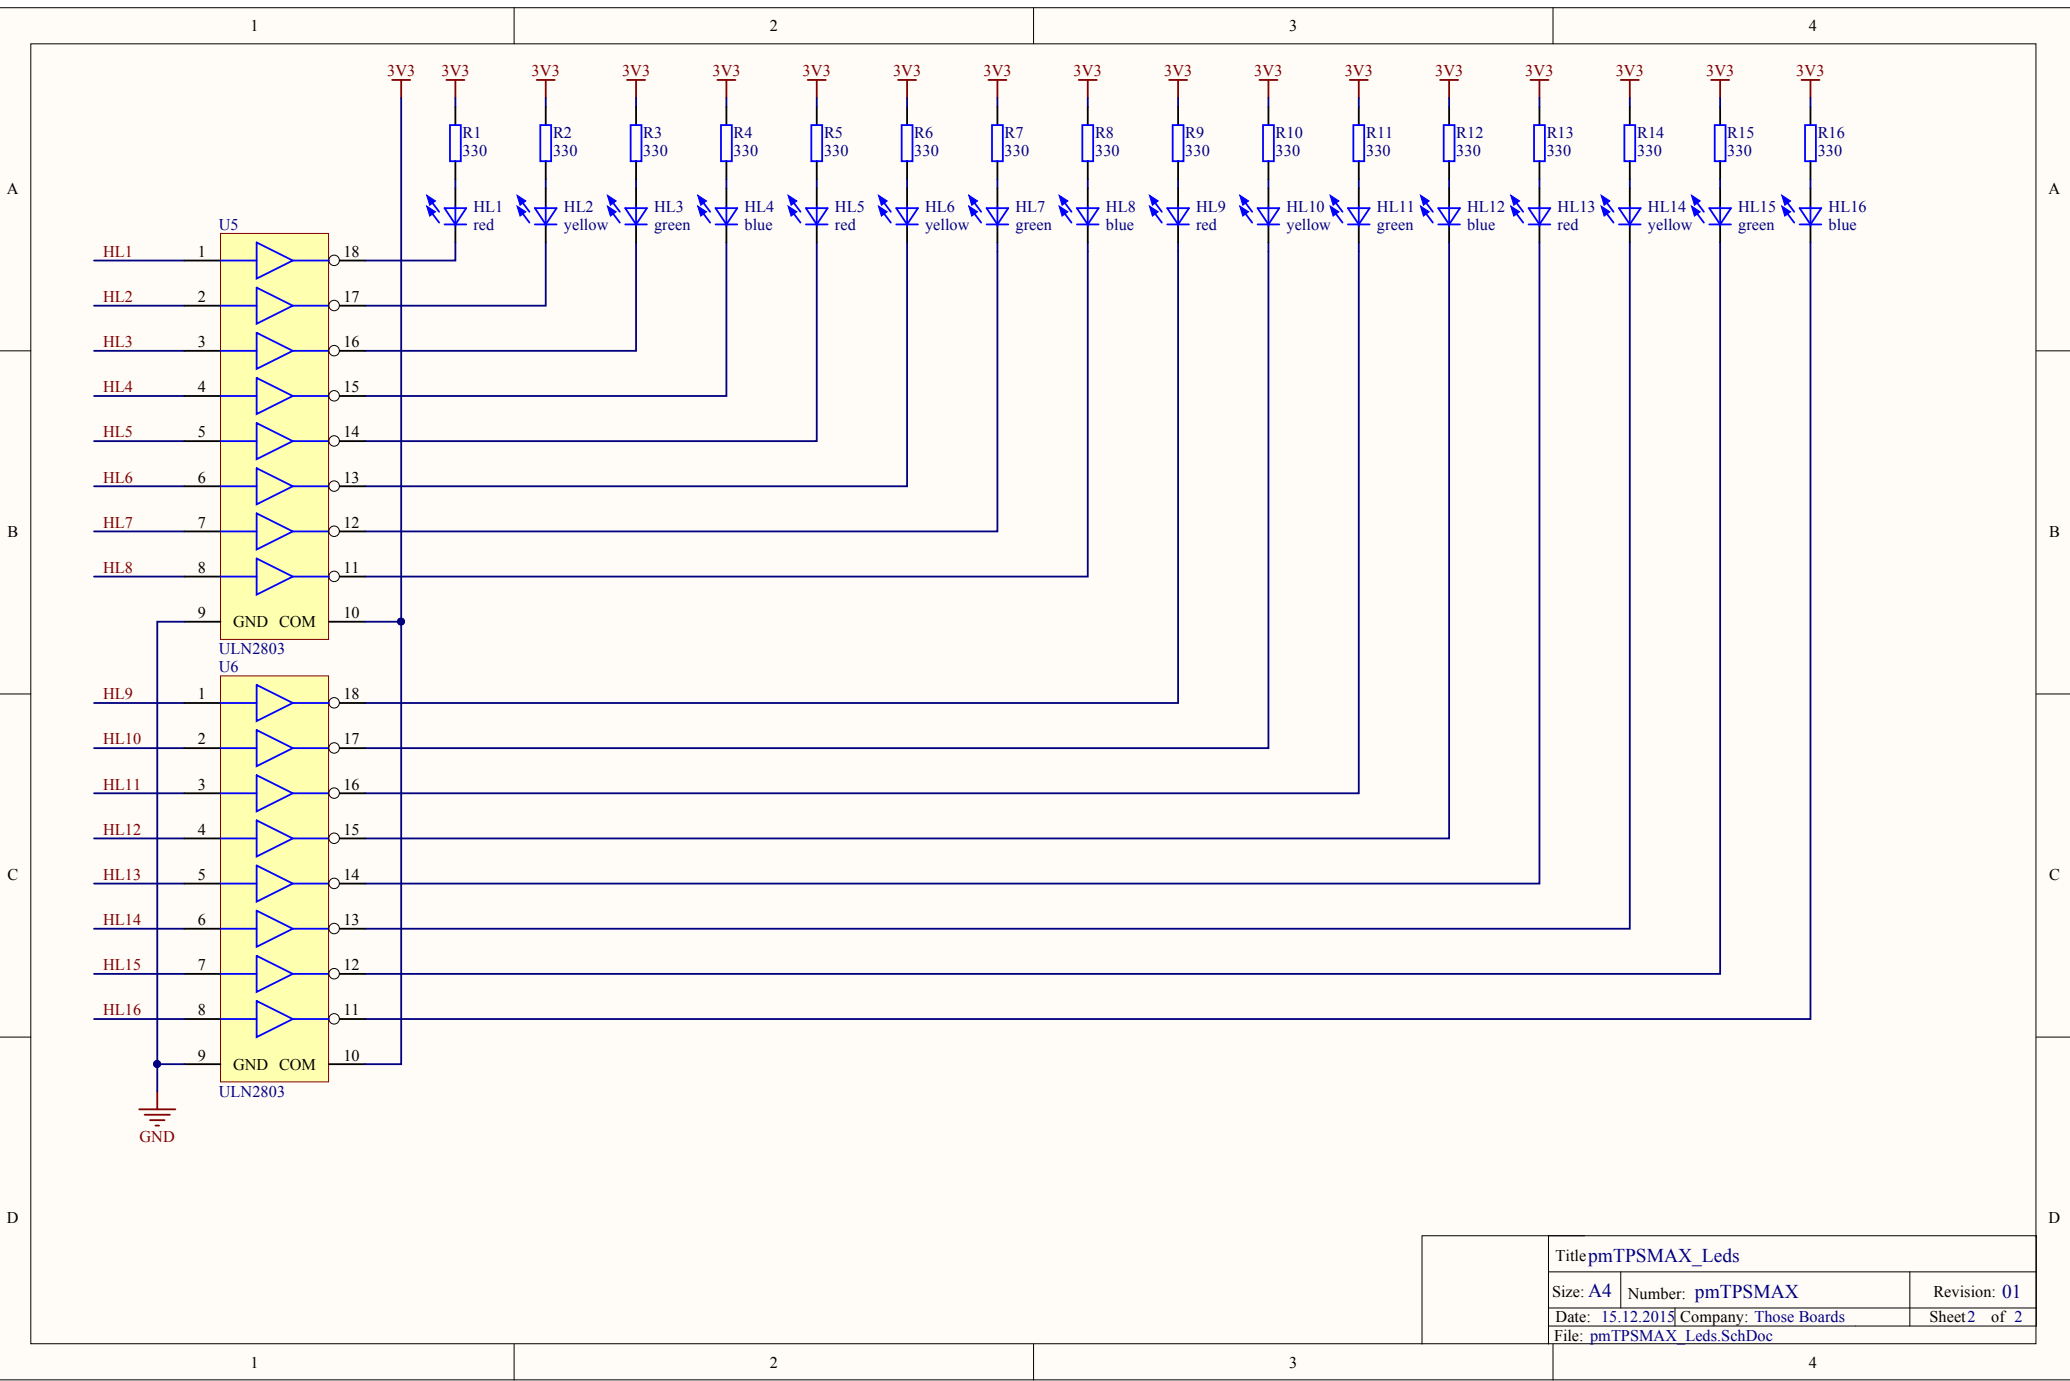 1 2 3 4
3V3 3V3 3V3 3V3 3V3 3V3 3V3 3V3 3V3 3V3 3V3 3V3 3V3 3V3 3V3 3V3 3V3
R1 R2 R3 R4 R5 R6 R7 R8 R9 R10 R11 R12 R13 R14 R15 R16
330 330 330 330 330 330 330 330 330 330 330 330 330 330 330 330
A A
HL1 HL2 HL3 HL4 HL5 HL6 HL7 HL8 HL9 HL10 HL11 HL12 HL13 HL14 HL15 HL16
red yellow green blue red yellow green blue red yellow green blue red yellow green blue
U5
HL1 1 18
HL2 2 17
HL3 3 16
HL4 4 15
HL5 5 14
HL6 6 13
HL7 7 12
B B
HL8 8 11
9 GND COM 10
ULN2803
U6
HL9 1 18
HL10 2 17
HL11 3 16
HL12 4 15
HL13 5 14
C C
HL14 6 13
HL15 7 12
HL16 8 11
9 GND COM 10
ULN2803
GND
D D
Title pmTPSMAX_Leds
Size: A4 Number: pmTPSMAX Revision: 01
Date: 15.12.2015 Company: Those Boards Sheet 2 of 2
File: pmTPSMAX_Leds.SchDoc
1 2 3 4